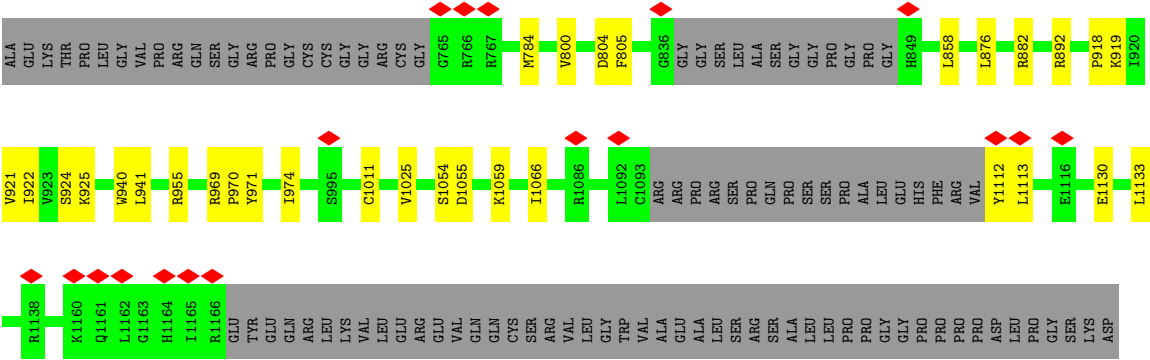 ALA GLU LYS THR PRO LEU GLY VAL PRO ARG GLN SER GLY ARG PRO GLY CYS CYS GLY GLY ARG CYS GLY G765 R766 R767 M784 V800 D804 F805 G836 GLY GLY SER LEU ALA SER GLY GLY PRO GLY PRO GLY H849 L858 L876 R882 R892 P918 K919 I920
V921 I922 V923 S924 K925 W940 L941 R955 R969 P970 Y971 I974 S995 C1011 V1025 S1054 D1055 K1059 I1066 R1086 L1092 C1093 ARG ARG PRO ARG SER PRO GLN PRO SER SER SER PRO ALA LEU GLU HIS PHE ARG VAL Y1112 L1113 E1116 E1130 L1133
R1138 K1160 Q1161 L1162 G1163 H1164 I1165 R1166 GLU TYR GLU GLN ARG LEU LYS VAL LEU GLU ARG GLU VAL GLN GLN CYS SER ARG VAL LEU GLY TRP VAL ALA GLU ALA LEU SER ARG SER ALA LEU LEU PRO PRO GLY GLY PRO PRO PRO PRO ASP LEU PRO GLY SER LYS ASP